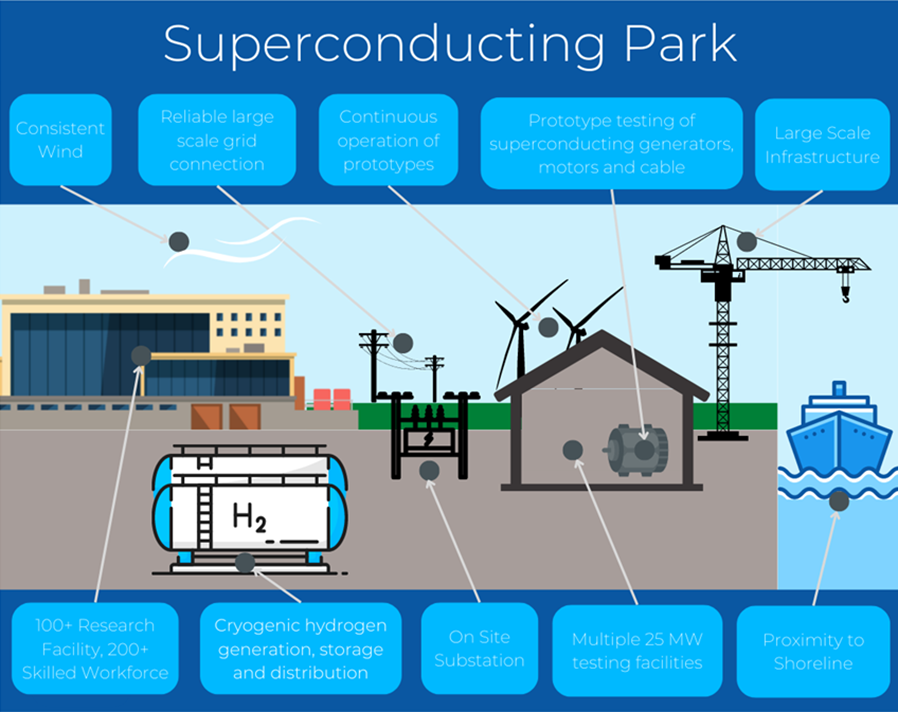 Superconducting Park
Consistent
Wind
Reliable large
scale grid
connection
Continuous
operation of
prototypes
Prototype testing of
superconducting generators,
motors and cable
Large Scale
Infrastructure
H₂
100+ Research
Facility, 200+
Skilled Workforce
Cryogenic hydrogen
generation, storage
and distribution
On Site
Substation
Multiple 25 MW
testing facilities
Proximity to
Shoreline